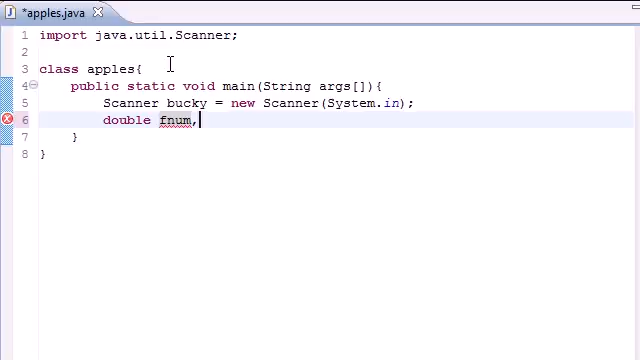 *apples.java
1 import java.util.Scanner;
2
3 class apples{
4 public static void main(String args[]){
5 Scanner bucky = new Scanner(System.in);
6 double fnum,
7 }
8 }